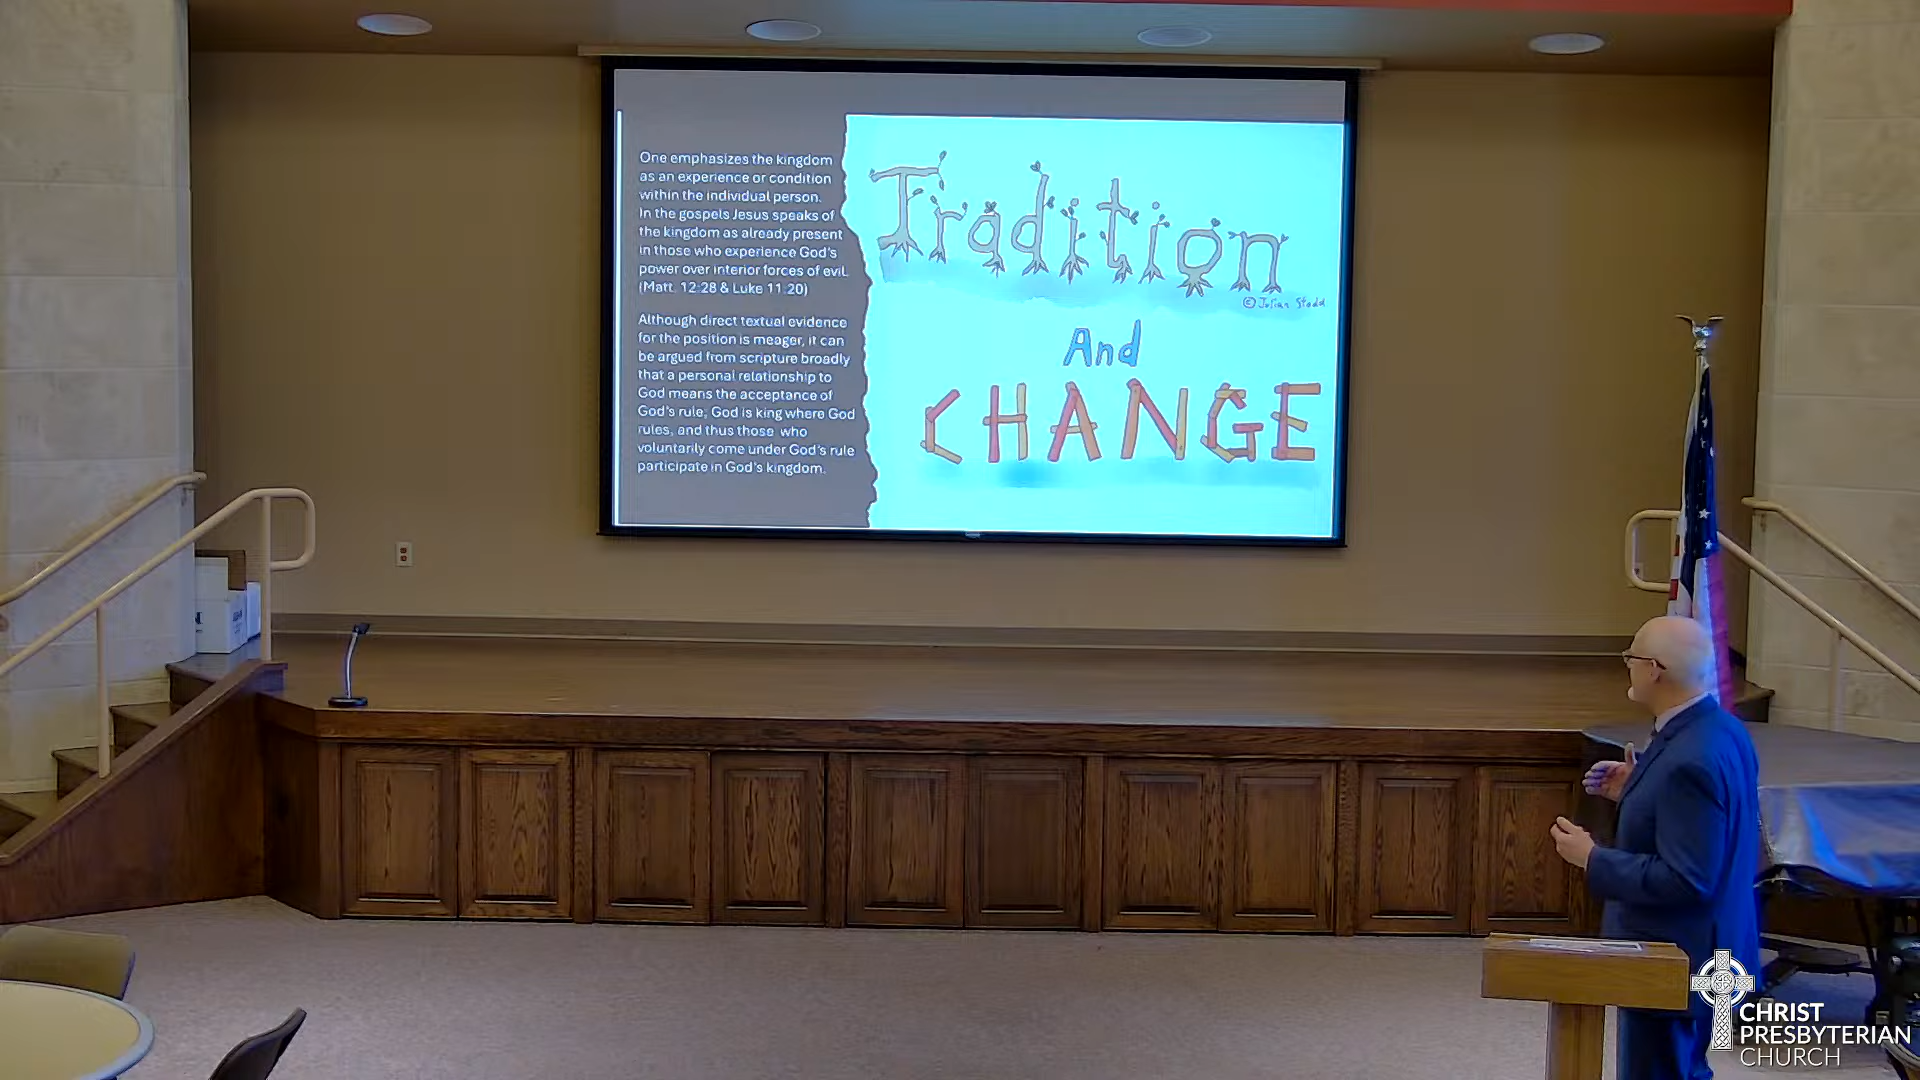 One emphasizes the kingdom
as an experience or condition
within the individual person.
In the gospels Jesus speaks of
the kingdom as already present
in those who experience God's
power over interior forces of evil.
(Matt. 12:28 & Luke 11:20)
Although direct textual evidence
for the position is meager, it can
be argued from scripture broadly
that a personal relationship to
God means the acceptance of
God's rule; God is king where God
rules, and thus those who
voluntarily come under God's rule
participate in God's kingdom.
Tradition
© Julian Stodd
And
CHANGE
CHRIST
PRESBYTERIAN
CHURCH